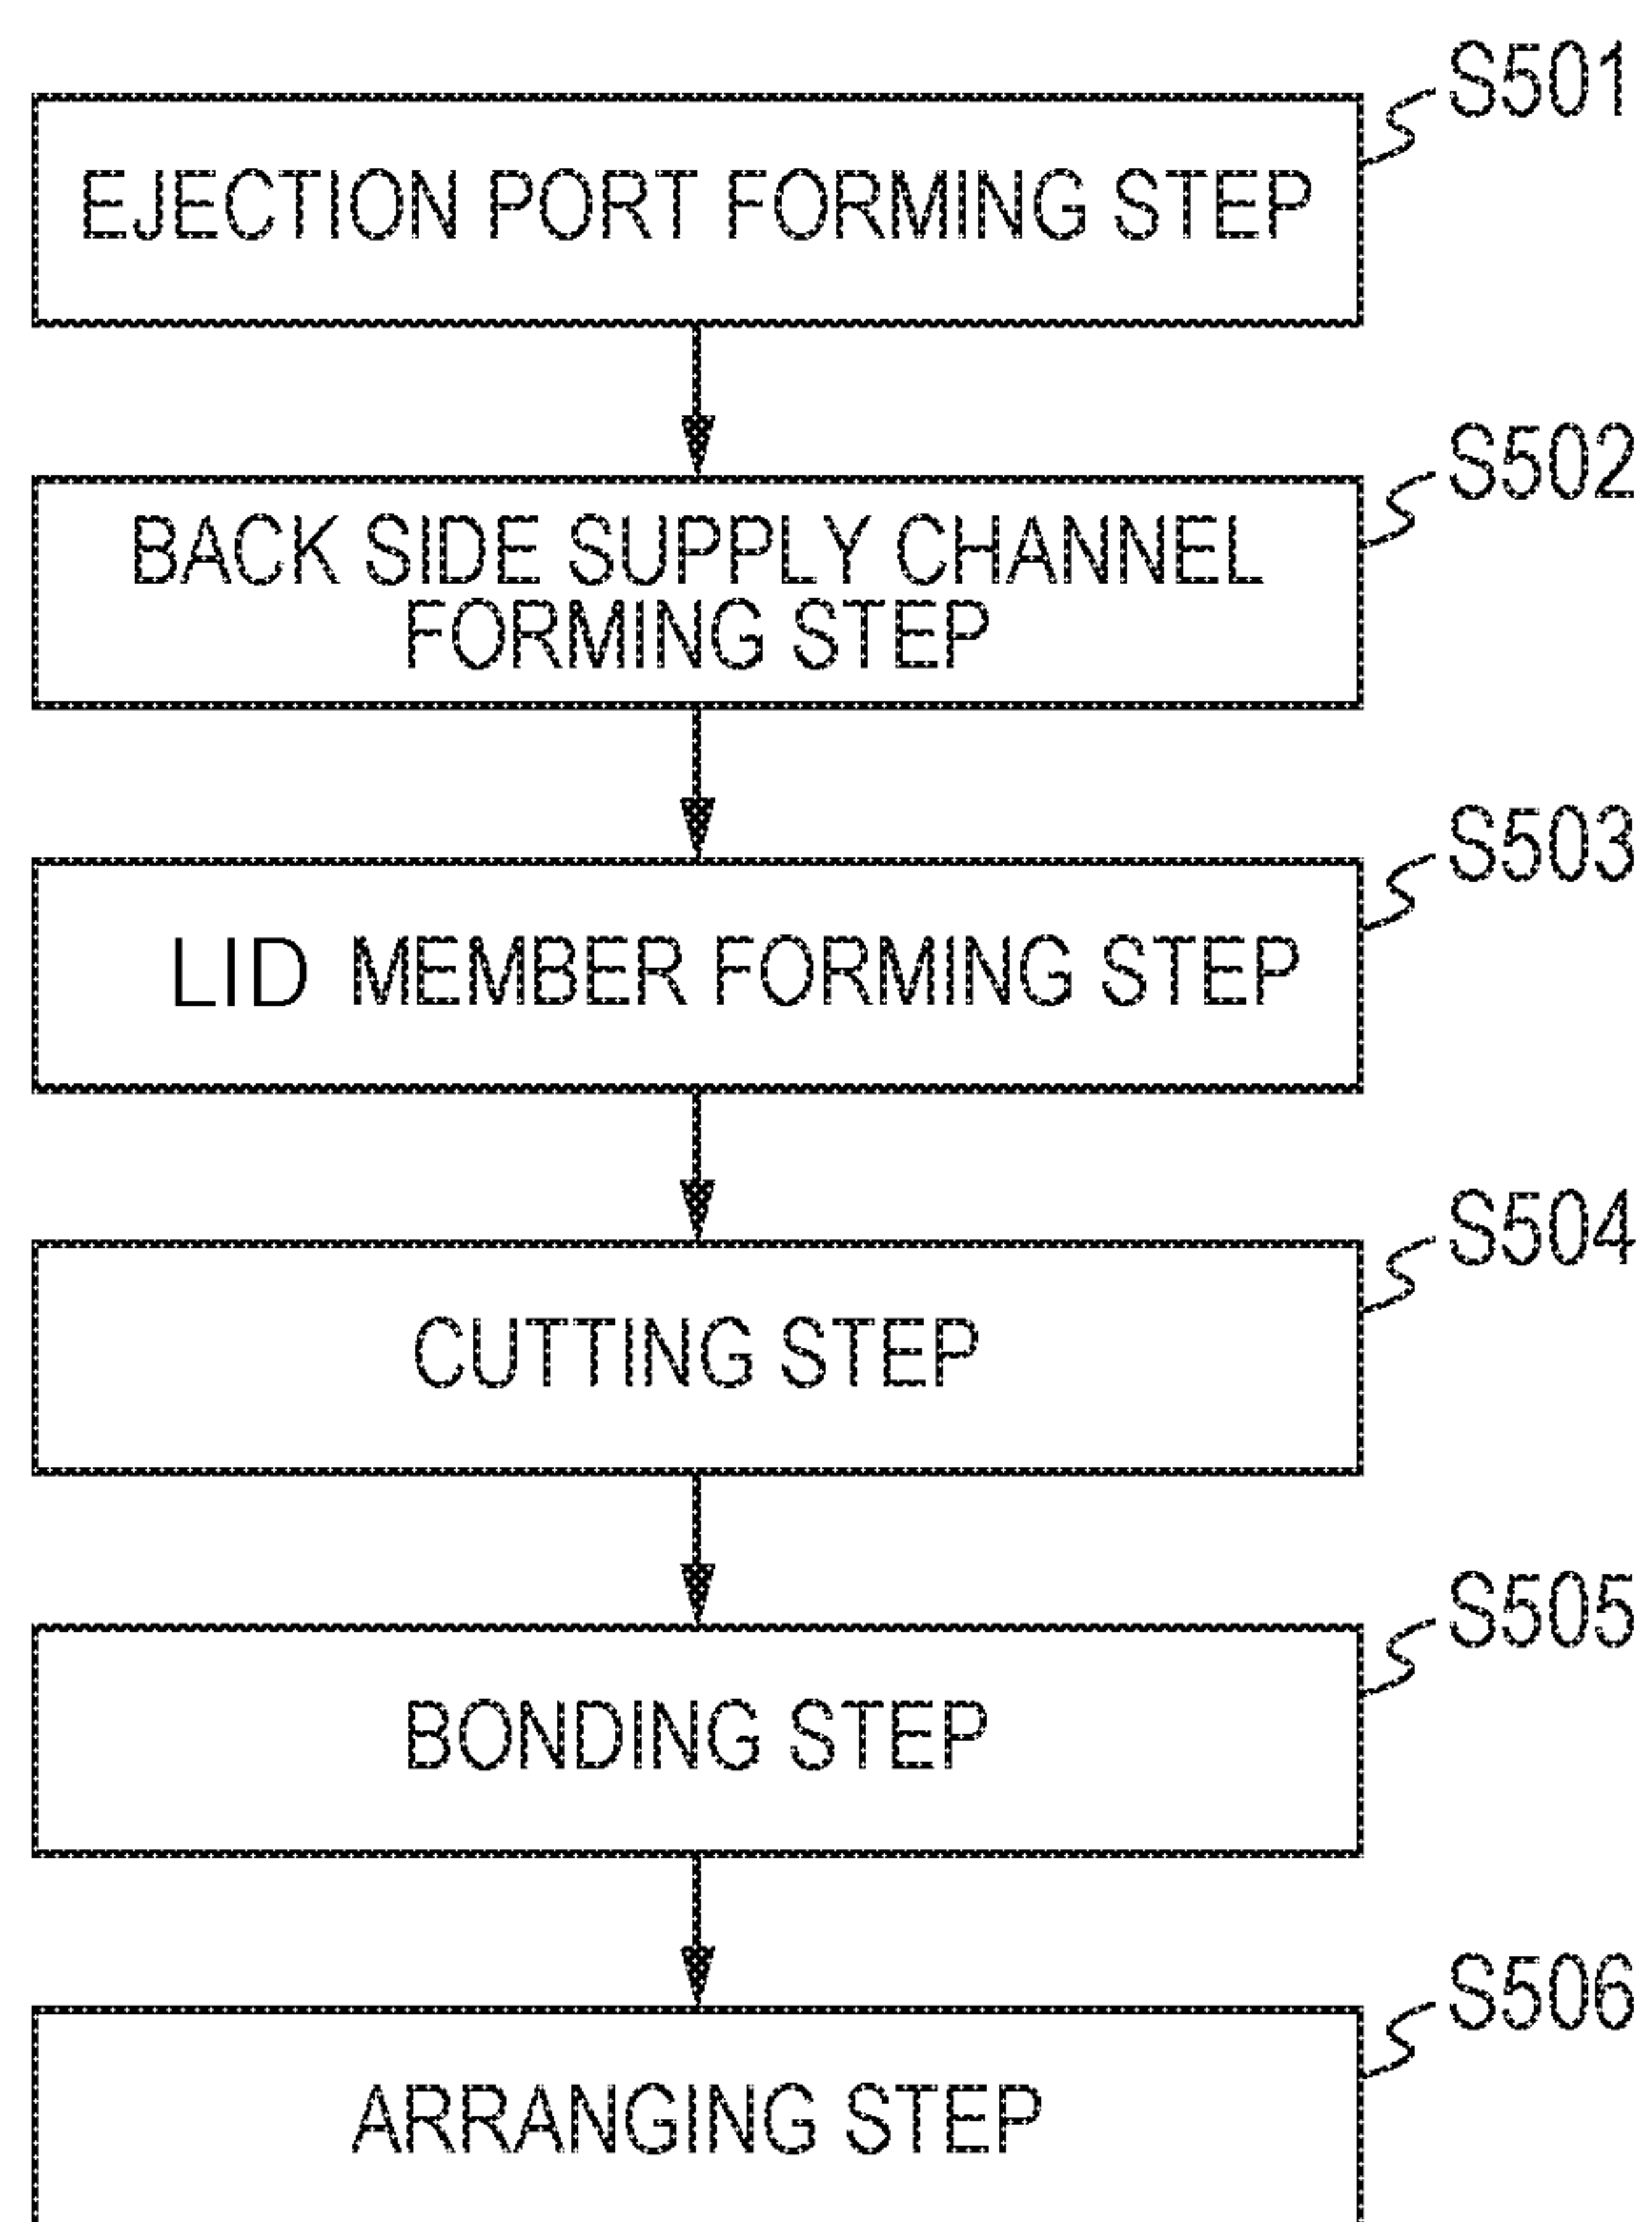 S501
EJECTION PORT FORMING STEP
S502
BACK SIDE SUPPLY CHANNEL
FORMING STEP
S503
LID MEMBER FORMING STEP
S504
CUTTING STEP
S505
BONDING STEP
S506
ARRANGING STEP